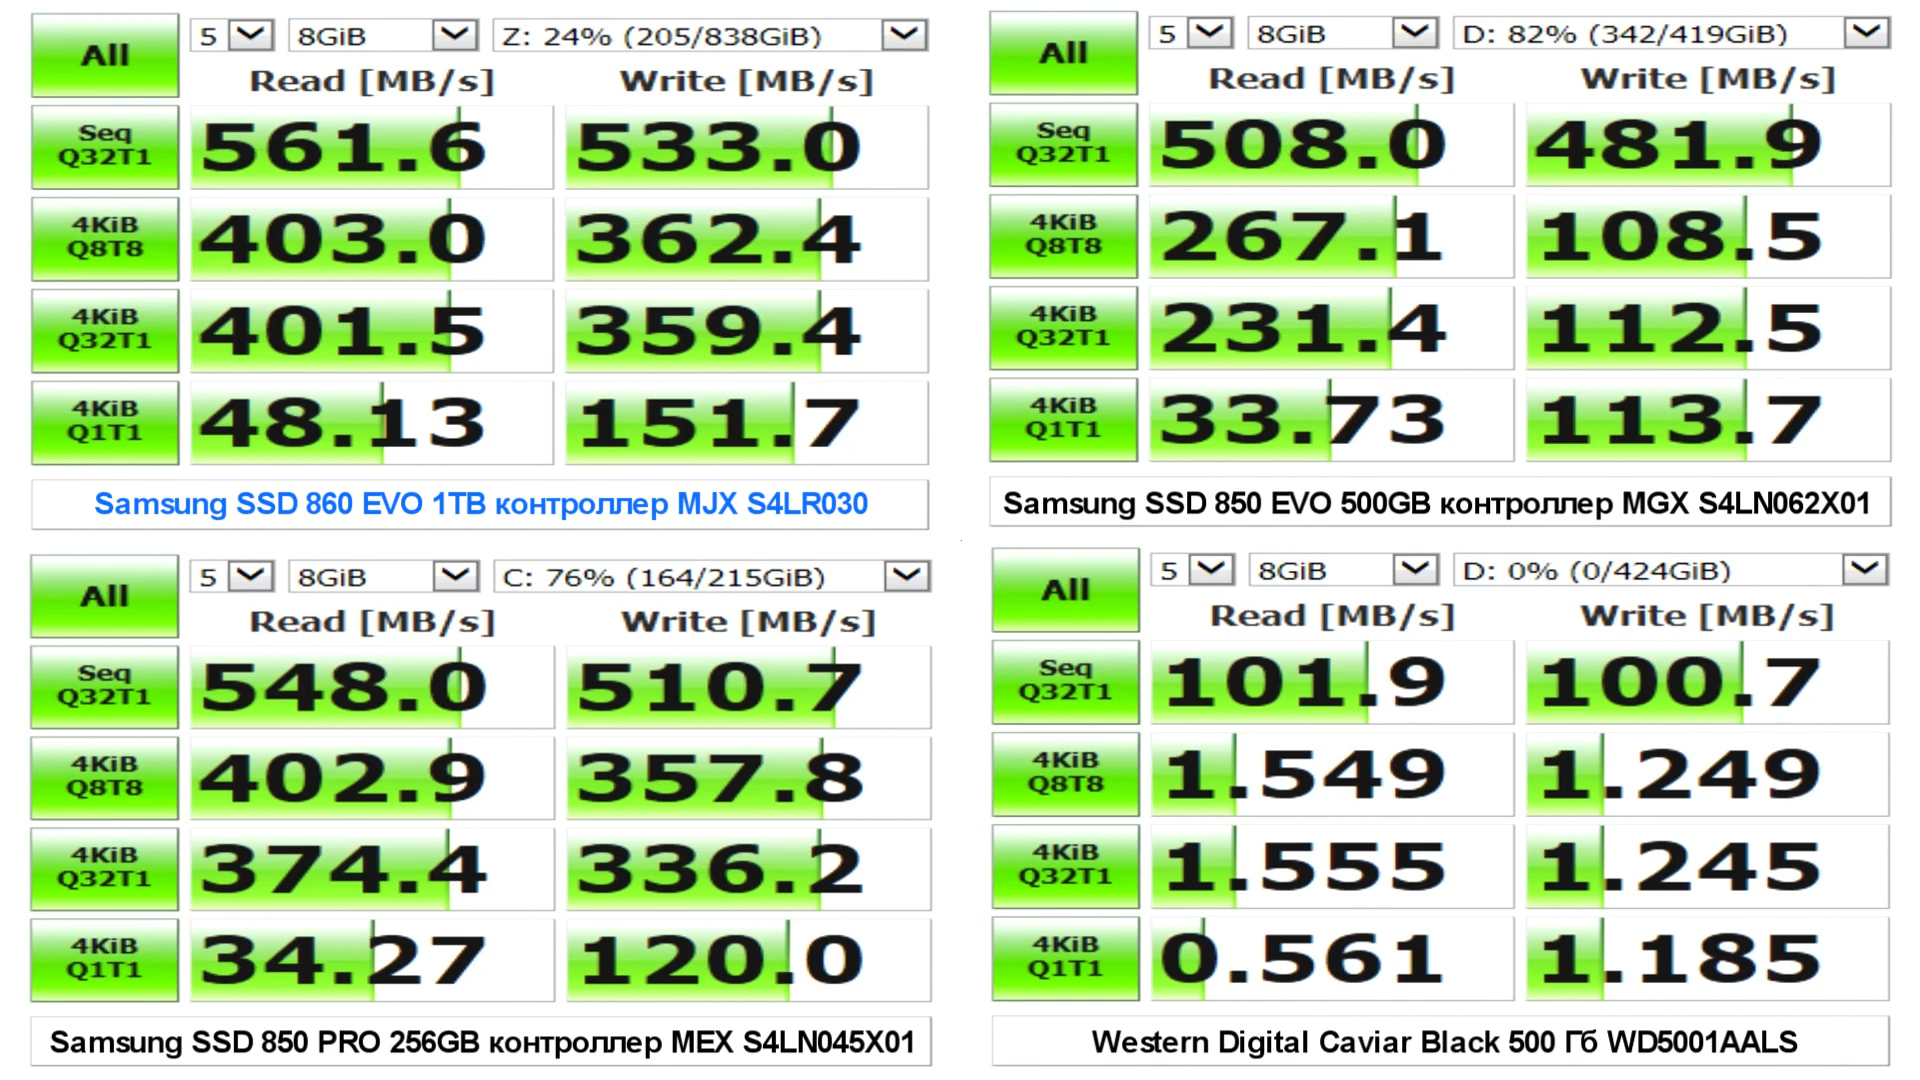 All 5 8GiB Z: 24% (205/838GiB)
Read [MB/s] Write [MB/s]
Seq
Q32T1 561.6 533.0
4KiB
Q8T8 403.0 362.4
4KiB
Q32T1 401.5 359.4
4KiB
Q1T1 48.13 151.7
Samsung SSD 860 EVO 1TB контроллер MJX S4LR030
All 5 8GiB D: 82% (342/419GiB)
Read [MB/s] Write [MB/s]
Seq
Q32T1 508.0 481.9
4KiB
Q8T8 267.1 108.5
4KiB
Q32T1 231.4 112.5
4KiB
Q1T1 33.73 113.7
Samsung SSD 850 EVO 500GB контроллер MGX S4LN062X01
All 5 8GiB C: 76% (164/215GiB)
Read [MB/s] Write [MB/s]
Seq
Q32T1 548.0 510.7
4KiB
Q8T8 402.9 357.8
4KiB
Q32T1 374.4 336.2
4KiB
Q1T1 34.27 120.0
Samsung SSD 850 PRO 256GB контроллер MEX S4LN045X01
All 5 8GiB D: 0% (0/424GiB)
Read [MB/s] Write [MB/s]
Seq
Q32T1 101.9 100.7
4KiB
Q8T8 1.549 1.249
4KiB
Q32T1 1.555 1.245
4KiB
Q1T1 0.561 1.185
Western Digital Caviar Black 500 Гб WD5001AALS